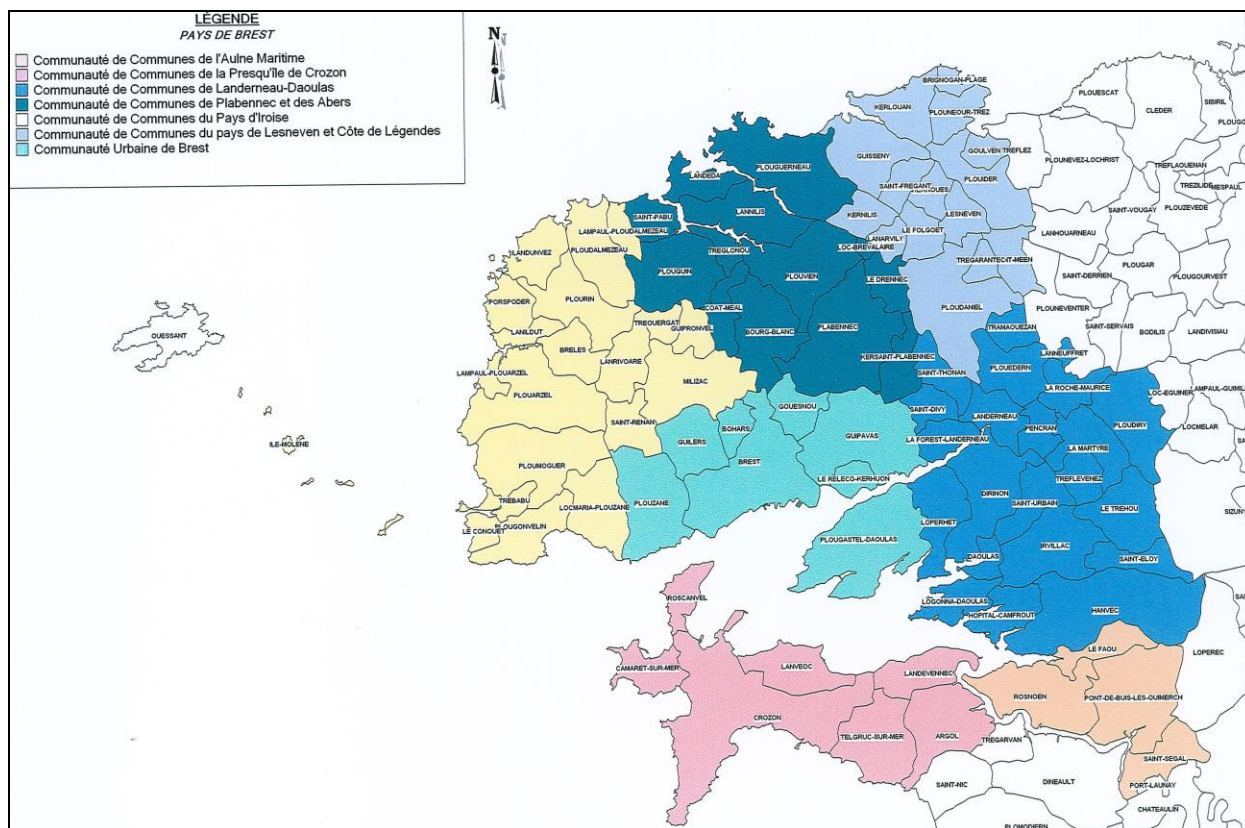 LÉGENDE
PAYS DE BREST
Communauté de Communes de l'Aulne Maritime
Communauté de Communes de la Presqu'île de Crozon
Communauté de Communes de Landerneau-Daoulas
Communauté de Communes de Plabennec et des Abers
Communauté de Communes du Pays d'Iroise
Communauté de Communes du pays de Lesneven et Côte de Légendes
Communauté Urbaine de Brest
N
BRIGNOGAN-PLAGE
KERLOUAN
PLOUNEOUR-TREZ
PLOUESCAT
CLEDER
SIBIRIL
GOULVEN
TREFLEZ
PLOUNEVEZ-LOCHRIST
TREFLAOUENAN
PLOUGUERNEAU
GUISSENY
LANDEDA
SAINT-FREGANT
PLOUIDER
TREZILIDE
MESPAUL
SAINT-VOUGAY
PLOUZEVEDE
SAINT-PABU
LANNILIS
KERNILIS
LESNEVEN
LE FOLGOET
LANHOUARNEAU
LAMPAUL-PLOUDALMEZEAU
LANARVILY
LOC-BREVALAIRE
LANDUNVEZ
PLOUDALMEZEAU
TREGLONOU
TREGARANTEC
PLOUGAR
PLOUGUIN
PLOUVIEN
LE DRENNEC
SAINT-DERRIEN
PLOUGOURVEST
PORSPODER
PLOURIN
COAT-MEAL
PLOUDANIEL
PLOUNEVENTER
TREOUERGAT
GUIPRONVEL
BOURG-BLANC
PLABENNEC
TRAMAOUEZAN
SAINT-SERVAIS
BODILIS
LANDIVISIAU
OUESSANT
LANILDUT
BRELES
LANRIVOARE
KERSAINT-PLABENNEC
LANNEUFFRET
SAINT-THONAN
PLOUEDERN
LAMPAUL-PLOUARZEL
MILIZAC
LA ROCHE-MAURICE
LOC-EGUINER
PLOUARZEL
GOUESNOU
SAINT-DIVY
LANDERNEAU
SAINT-RENAN
BOHARS
GUIPAVAS
PENCRAN
PLOUDIRY
LOCMELAR
ILE-MOLENE
GUILERS
LA FOREST-LANDERNEAU
LA MARTYRE
BREST
PLOUMOGUER
LE RELECQ-KERHUON
TREFLEVENEZ
DIRINON
TREBABU
SAINT-URBAIN
LOCMARIA-PLOUZANE
PLOUZANE
LE TREHOU
LE CONQUET
PLOUGONVELIN
LOPERHET
PLOUGASTEL-DAOULAS
IRVILLAC
DAOULAS
SAINT-ELOY
ROSCANVEL
LOGONNA-DAOULAS
HOPITAL-CAMFROUT
HANVEC
LE FAOU
LOPEREC
CAMARET-SUR-MER
LANVEOC
LANDEVENNEC
ROSNOEN
PONT-DE-BUIS-LES-QUIMERCH
CROZON
TELGRUC-SUR-MER
ARGOL
TREGARVAN
SAINT-SEGAL
SAINT-NIC
DINEAULT
PORT-LAUNAY
CHATEAULIN
PLOMODIERN